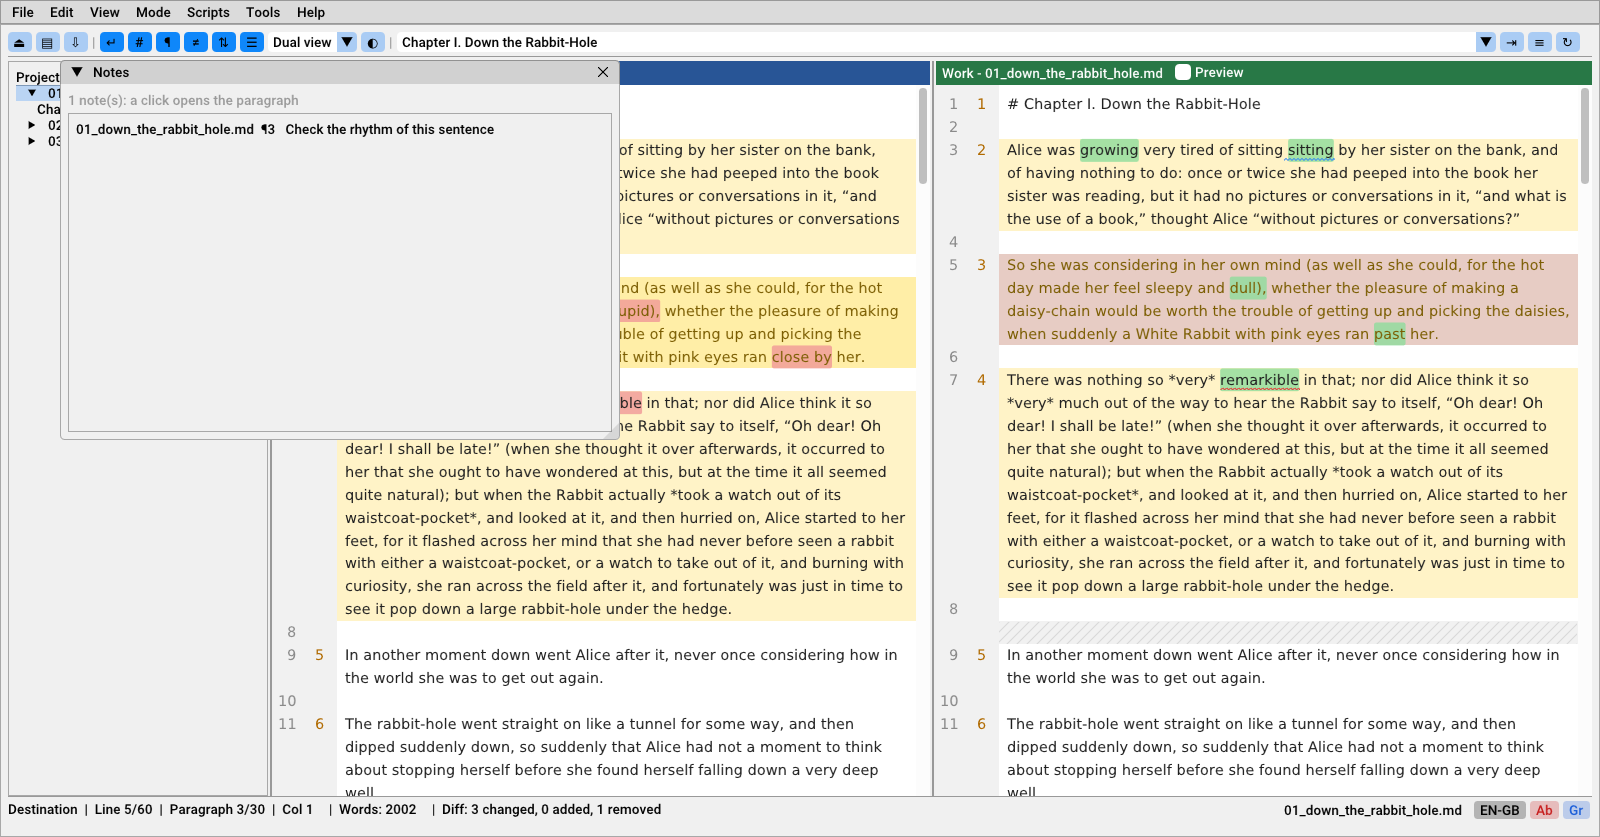 File Edit View Mode Scripts Tools Help
Dual view
Chapter I. Down the Rabbit-Hole
Project
01
Cha
02
03
Notes
1 note(s): a click opens the paragraph
01_down_the_rabbit_hole.md ¶3 Check the rhythm of this sentence
of sitting by her sister on the bank,
twice she had peeped into the book
pictures or conversations in it, “and
lice “without pictures or conversations
nd (as well as she could, for the hot
upid), whether the pleasure of making
ble of getting up and picking the
it with pink eyes ran close by her.
ble in that; nor did Alice think it so
he Rabbit say to itself, “Oh dear! Oh
dear! I shall be late!” (when she thought it over afterwards, it occurred to
her that she ought to have wondered at this, but at the time it all seemed
quite natural); but when the Rabbit actually *took a watch out of its
waistcoat-pocket*, and looked at it, and then hurried on, Alice started to her
feet, for it flashed across her mind that she had never before seen a rabbit
with either a waistcoat-pocket, or a watch to take out of it, and burning with
curiosity, she ran across the field after it, and fortunately was just in time to
see it pop down a large rabbit-hole under the hedge.
8
9 5 In another moment down went Alice after it, never once considering how in
the world she was to get out again.
10
11 6 The rabbit-hole went straight on like a tunnel for some way, and then
dipped suddenly down, so suddenly that Alice had not a moment to think
about stopping herself before she found herself falling down a very deep
well.
Work - 01_down_the_rabbit_hole.md Preview
1 1 # Chapter I. Down the Rabbit-Hole
2
3 2 Alice was growing very tired of sitting sitting by her sister on the bank, and
of having nothing to do: once or twice she had peeped into the book her
sister was reading, but it had no pictures or conversations in it, “and what is
the use of a book,” thought Alice “without pictures or conversations?”
4
5 3 So she was considering in her own mind (as well as she could, for the hot
day made her feel sleepy and dull), whether the pleasure of making a
daisy-chain would be worth the trouble of getting up and picking the daisies,
when suddenly a White Rabbit with pink eyes ran past her.
6
7 4 There was nothing so *very* remarkible in that; nor did Alice think it so
*very* much out of the way to hear the Rabbit say to itself, “Oh dear! Oh
dear! I shall be late!” (when she thought it over afterwards, it occurred to
her that she ought to have wondered at this, but at the time it all seemed
quite natural); but when the Rabbit actually *took a watch out of its
waistcoat-pocket*, and looked at it, and then hurried on, Alice started to her
feet, for it flashed across her mind that she had never before seen a rabbit
with either a waistcoat-pocket, or a watch to take out of it, and burning with
curiosity, she ran across the field after it, and fortunately was just in time to
see it pop down a large rabbit-hole under the hedge.
8
9 5 In another moment down went Alice after it, never once considering how in
the world she was to get out again.
10
11 6 The rabbit-hole went straight on like a tunnel for some way, and then
dipped suddenly down, so suddenly that Alice had not a moment to think
about stopping herself before she found herself falling down a very deep
well.
Destination | Line 5/60 | Paragraph 3/30 | Col 1 | Words: 2002 | Diff: 3 changed, 0 added, 1 removed
01_down_the_rabbit_hole.md EN-GB Ab Gr